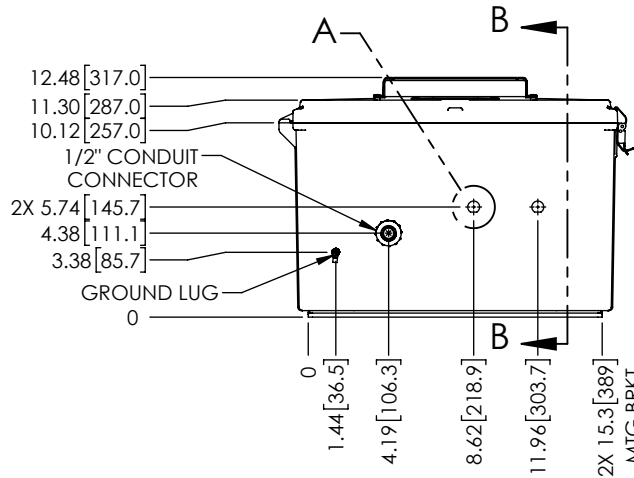 B
A
12.48 [317.0]
11.30 [287.0]
10.12 [257.0]
1/2" CONDUIT
CONNECTOR
2X 5.74 [145.7]
4.38 [111.1]
3.38 [85.7]
GROUND LUG
0
B
0
1.44 [36.5]
4.19 [106.3]
8.62 [218.9]
11.96 [303.7]
2X 15.3 [389]
MTG BRKT